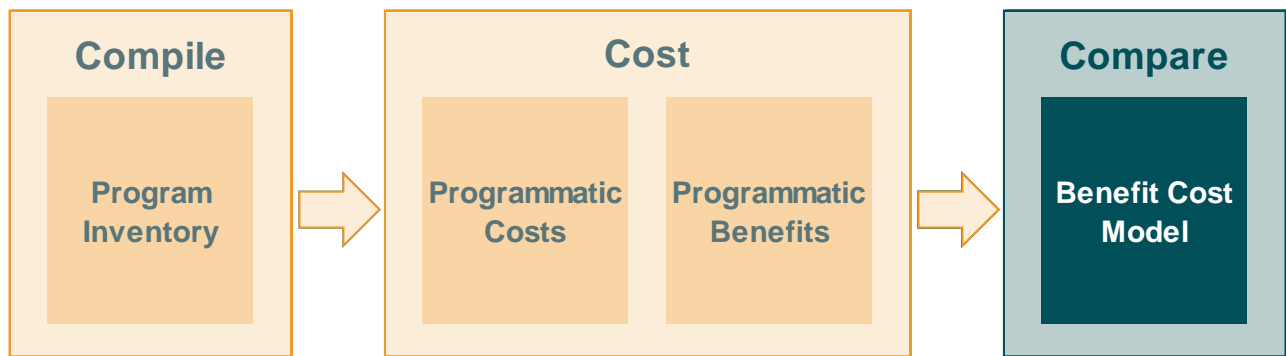 Compile
Program
Inventory
Cost
Programmatic
Costs
Programmatic
Benefits
Compare
Benefit Cost
Model